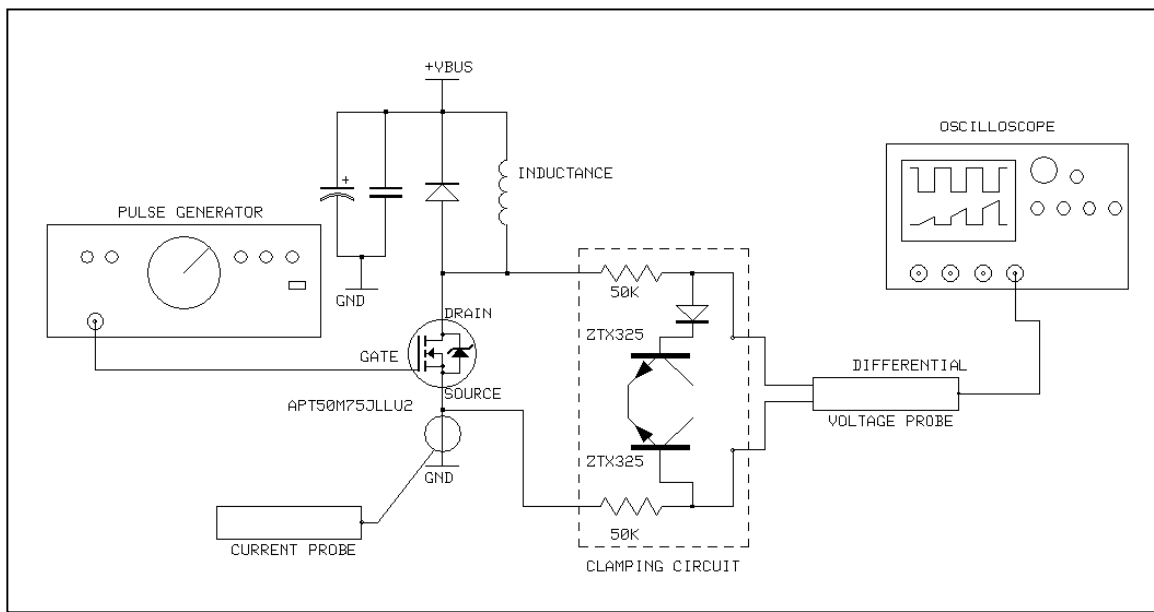 +VBUS
OSCILLOSCOPE
+
INDUCTANCE
PULSE GENERATOR
50K
GND
DRAIN
ZTX325
GATE
DIFFERENTIAL
SOURCE
APT50M75JLLU2
VOLTAGE PROBE
ZTX325
GND
50K
CURRENT PROBE
CLAMPING CIRCUIT